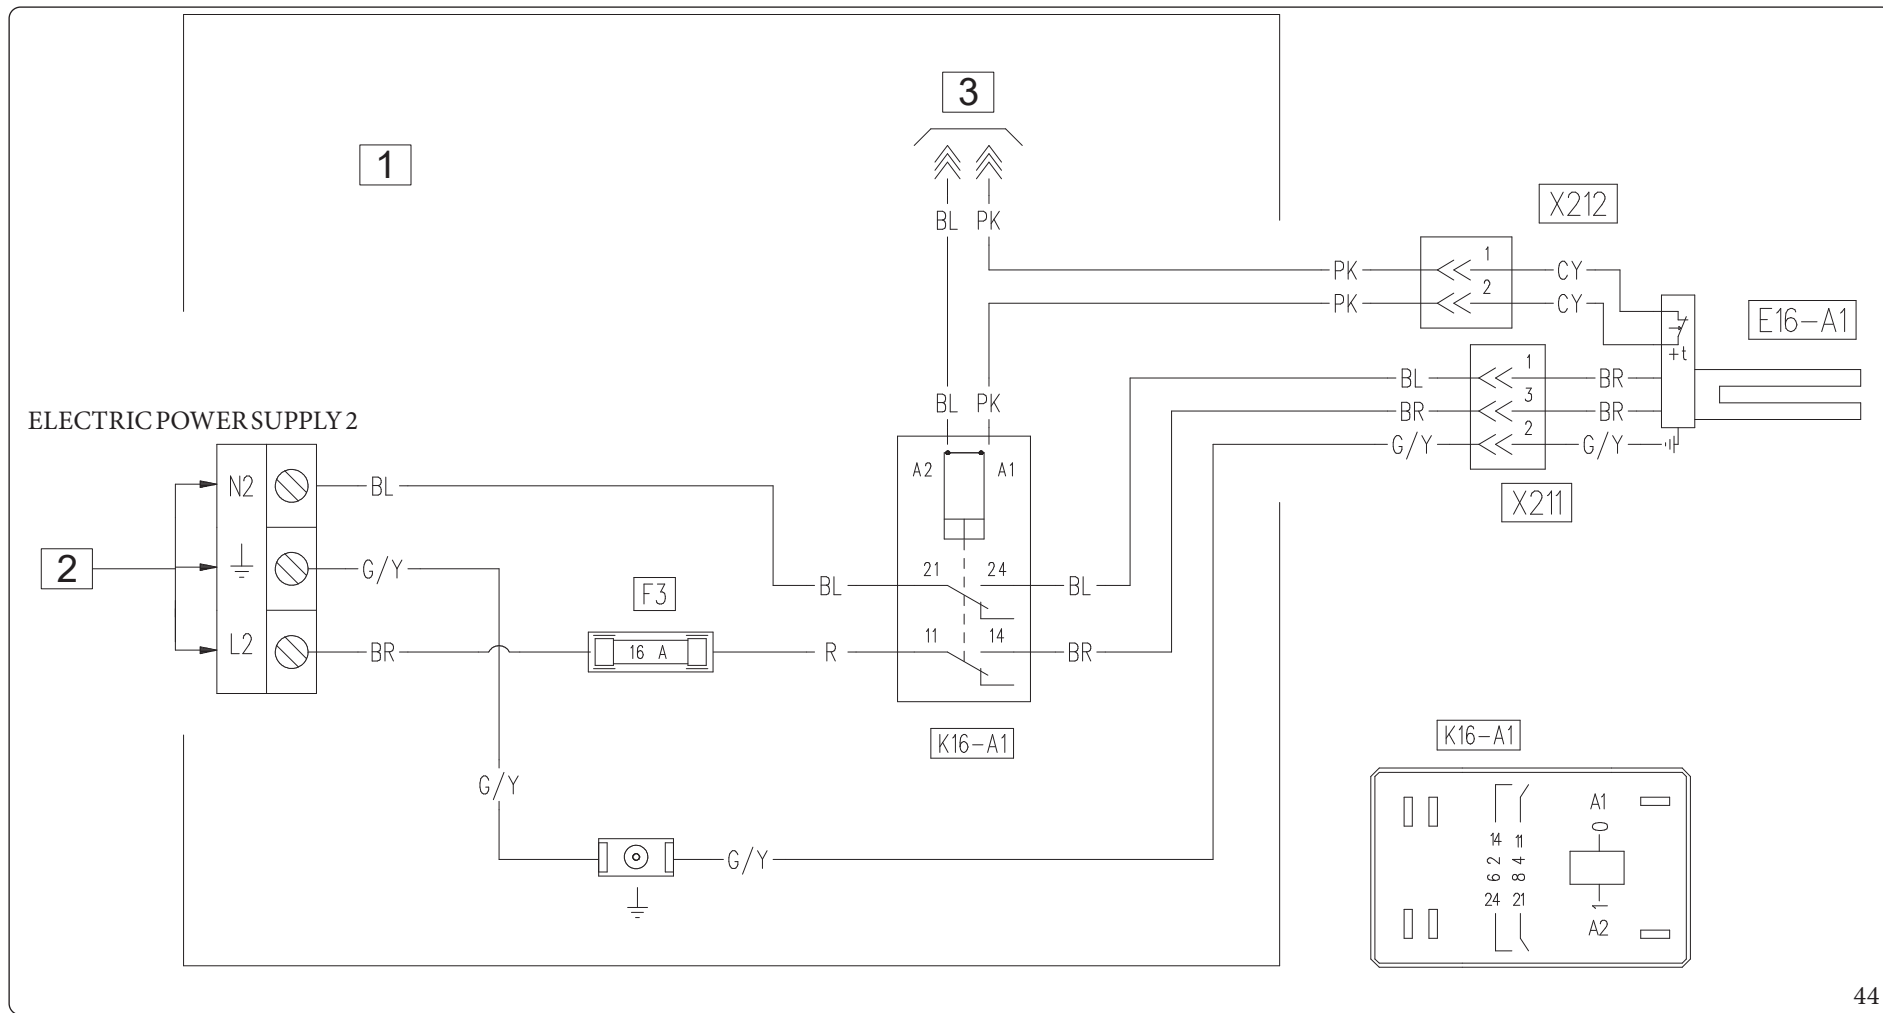 3
1
X212
BL PK
1
PK CY
2
PK CY
E16-A1
+t
1
BL BR
3
BR BR
2
G/Y G/Y
BL PK
ELECTRIC POWER SUPPLY 2
A2 A1
N2 BL
X211
2
G/Y
21 24
BL BL
F3
11 14
L2 BR 16 A R BR
K16-A1
K16-A1
G/Y
A1
0
14 11
2 4
6 8
24 21
1
A2
G/Y
44